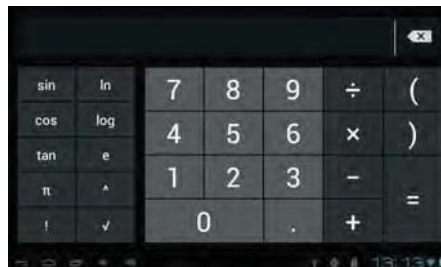 sin ln 7 8 9 ÷ (
cos log 4 5 6 × )
tan e 1 2 3 −
π ^ =
! √ 0 . +
13:13